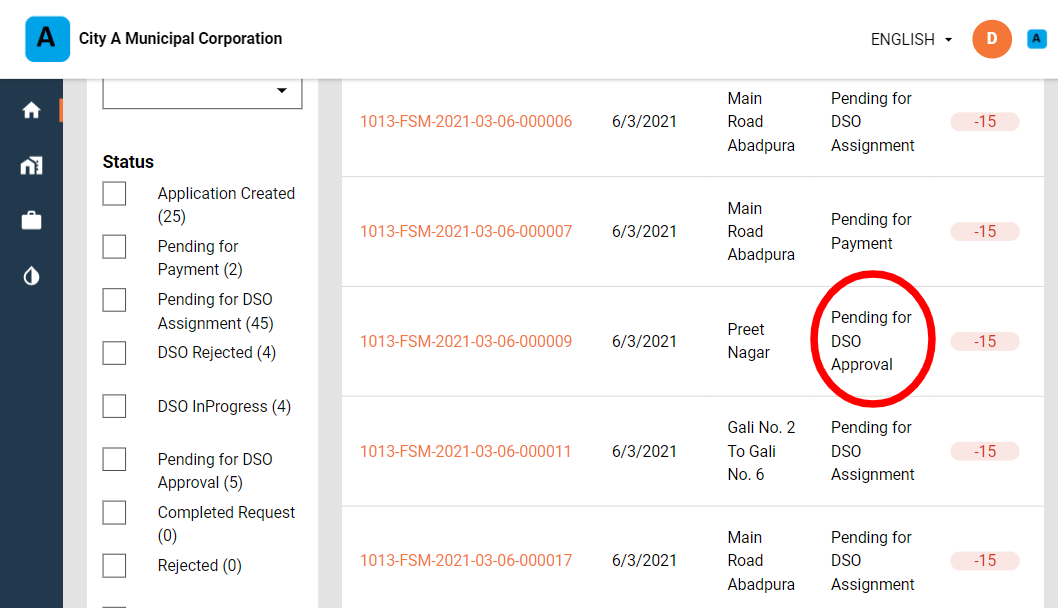 A
City A Municipal Corporation
ENGLISH
D
A
Status
Application Created
(25)
Pending for
Payment (2)
Pending for DSO
Assignment (45)
DSO Rejected (4)
DSO InProgress (4)
Pending for DSO
Approval (5)
Completed Request
(0)
Rejected (0)
1013-FSM-2021-03-06-000006
6/3/2021
Main
Road
Abadpura
Pending for
DSO
Assignment
-15
1013-FSM-2021-03-06-000007
6/3/2021
Main
Road
Abadpura
Pending for
Payment
-15
1013-FSM-2021-03-06-000009
6/3/2021
Preet
Nagar
Pending for
DSO
Approval
-15
1013-FSM-2021-03-06-000011
6/3/2021
Gali No. 2
To Gali
No. 6
Pending for
DSO
Assignment
-15
1013-FSM-2021-03-06-000017
6/3/2021
Main
Road
Abadpura
Pending for
DSO
Assignment
-15